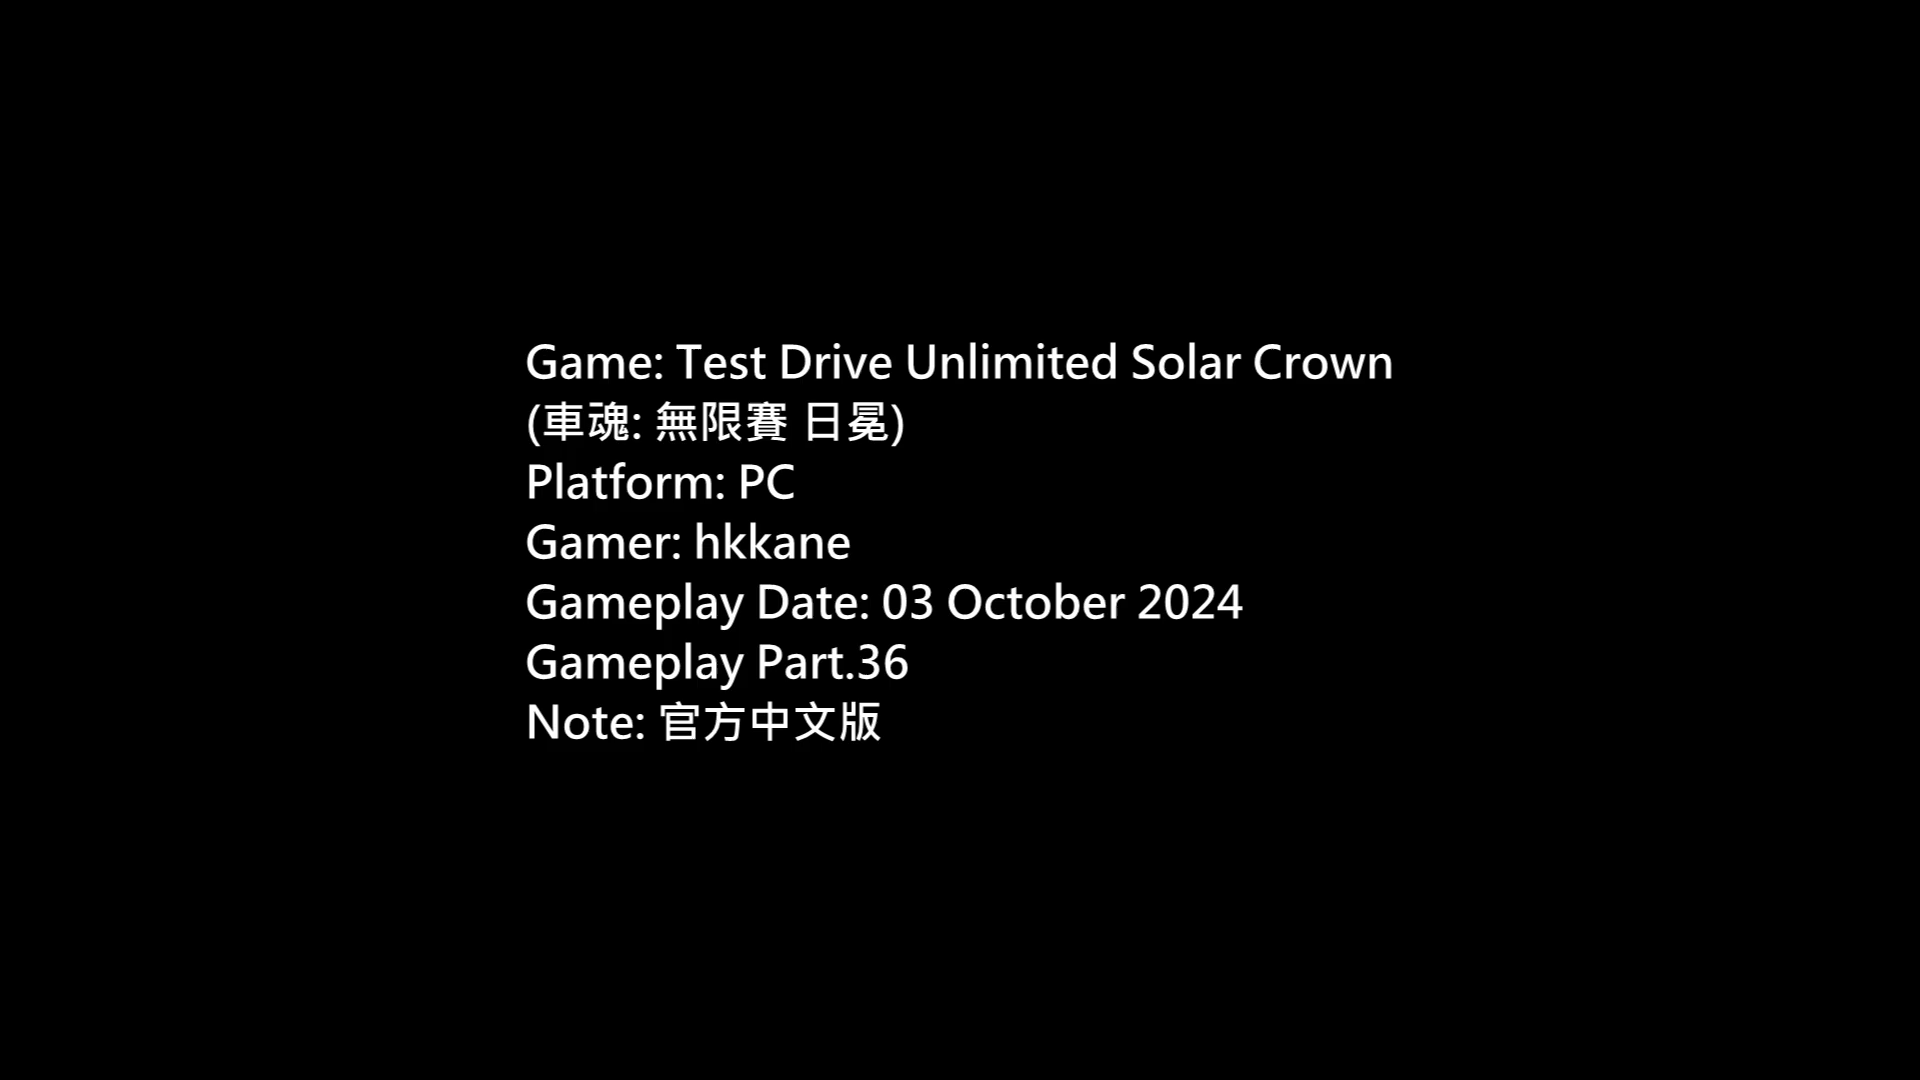 Game: Test Drive Unlimited Solar Crown
(車魂: 無限賽 日冕)
Platform: PC
Gamer: hkkane
Gameplay Date: 03 October 2024
Gameplay Part.36
Note: 官方中文版